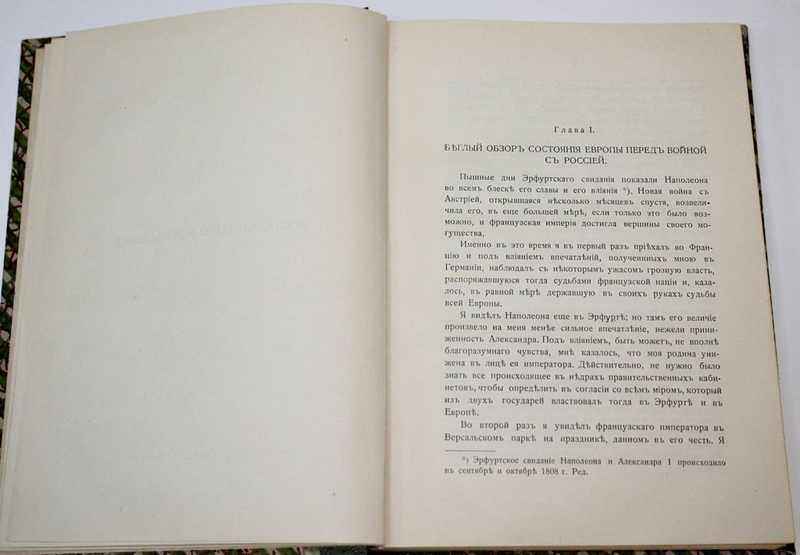 Глава I.
БѢГЛЫЙ ОБЗОРЪ СОСТОЯНІЯ ЕВРОПЫ ПЕРЕДЪ ВОЙНОЙ
СЪ РОССІЕЙ.
Пышные дни Эрфуртскаго свиданія показали Наполеона
во всемъ блескѣ его славы и его вліянія *). Новая война съ
Австріей, открывшаяся нѣсколько мѣсяцевъ спустя, возвели-
чила его, въ еще большей мѣрѣ, если только это было воз-
можно, и французская имперія достигла вершины своего мо-
гущества.
Именно въ это время я въ первый разъ пріѣхалъ во Фран-
цію и подъ вліяніемъ впечатлѣній, полученныхъ мною въ
Германіи, наблюдалъ съ нѣкоторымъ ужасомъ грозную власть,
распоряжавшуюся тогда судьбами французской націи и, каза-
лось, въ равной мѣрѣ державшую въ своихъ рукахъ судьбы
всей Европы.
Я видѣлъ Наполеона еще въ Эрфуртѣ; но тамъ его величіе
произвело на меня менѣе сильное впечатлѣніе, нежели прини-
женность Александра. Подъ вліяніемъ, быть можетъ, не вполнѣ
благоразумнаго чувства, мнѣ казалось, что моя родина уни-
жена въ лицѣ ея императора. Дѣйствительно, не нужно было
знать все происходящее въ нѣдрахъ правительственныхъ каби-
нетовъ, чтобы опредѣлить въ согласіи со всѣмъ міромъ, который
изъ двухъ государей властвовалъ тогда въ Эрфуртѣ и въ
Европѣ.
Во второй разъ я увидѣлъ французскаго императора въ
Версальскомъ паркѣ на праздникѣ, данномъ въ его честь. Я
*) Эрфуртское свиданіе Наполеона и Александра I происходило
въ сентябрѣ и октябрѣ 1808 г. Ред.